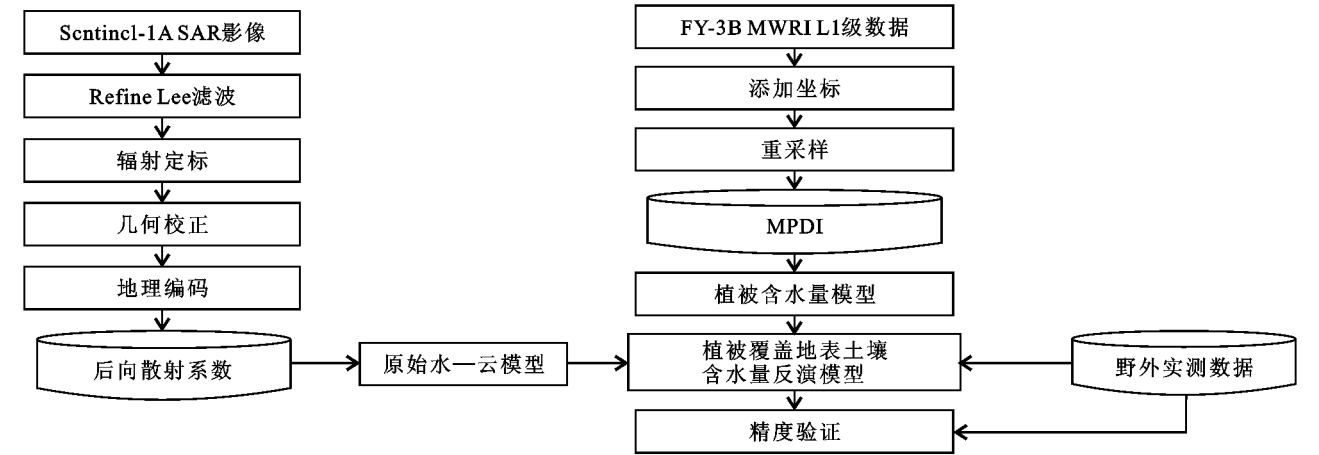 Scntincl-1A SAR影像
Refine Lee滤波
辐射定标
几何校正
地理编码
后向散射系数
原始水—云模型
FY-3B MWRI L1级数据
添加坐标
重采样
MPDI
植被含水量模型
植被覆盖地表土壤
含水量反演模型
精度验证
野外实测数据